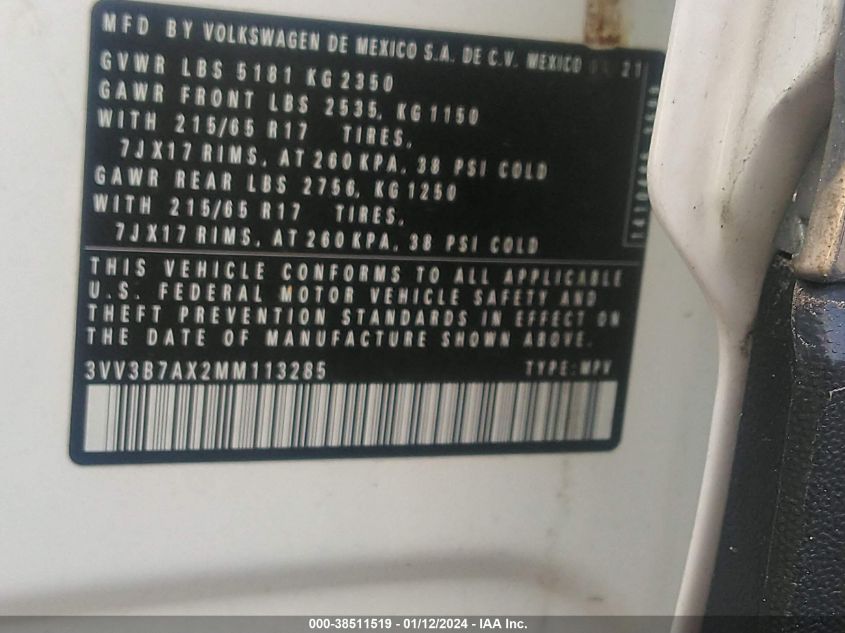 MFD BY VOLKSWAGEN DE MEXICO S.A. DE C.V. MEXICO 21
GVWR LBS 5181 KG 2350
GAWR FRONT LBS 2535, KG 1150
WITH 215/65 R17 TIRES,
7JX17 RIMS, AT 260 KPA, 38 PSI COLD
GAWR REAR LBS 2756, KG 1250
WITH 215/65 R17 TIRES,
7JX17 RIMS, AT 260 KPA, 38 PSI COLD
THIS VEHICLE CONFORMS TO ALL APPLICABLE
U.S. FEDERAL MOTOR VEHICLE SAFETY AND
THEFT PREVENTION STANDARDS IN EFFECT ON
THE DATE OF MANUFACTURE SHOWN ABOVE.
3VV3B7AX2MM113285 TYPE: MPV
000-38511519 - 01/12/2024 - IAA Inc.